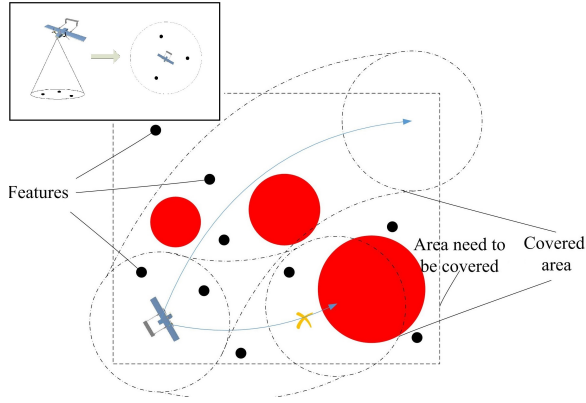 Features
Area need to
be covered
Covered
area